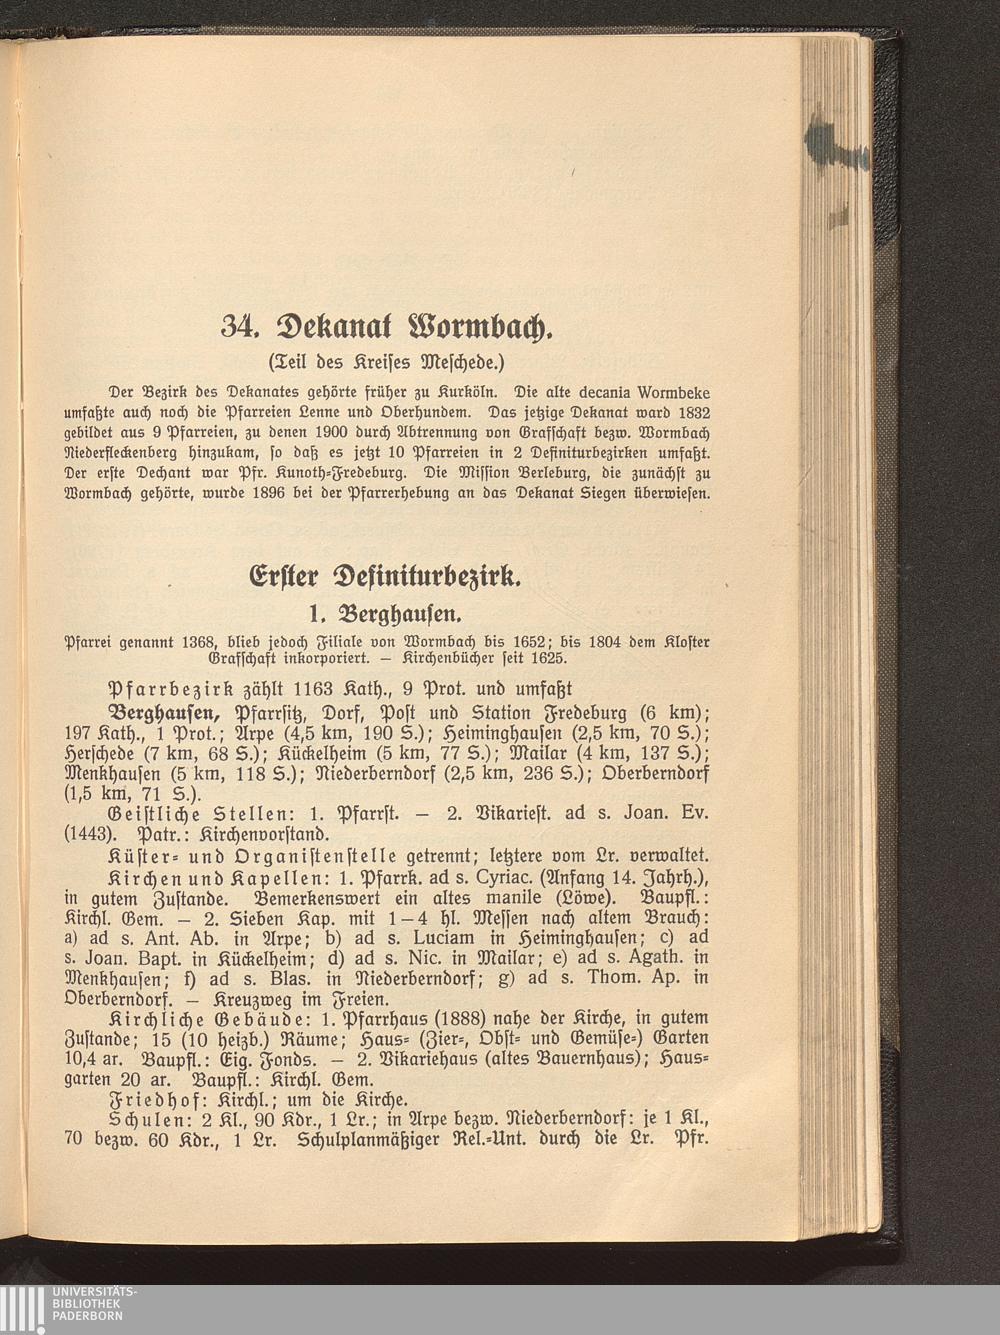 34. Dekanat Wormbach.
(Teil des Kreises Meschede.)
Der Bezirk des Dekanates gehörte früher zu Kurköln. Die alte decania Wormbeke
umfaßte auch noch die Pfarreien Lenne und Oberhundem. Das jetzige Dekanat ward 1832
gebildet aus 9 Pfarreien, zu denen 1900 durch Abtrennung von Grafschaft bezw. Wormbach
Niederfleckenberg hinzukam, so daß es jetzt 10 Pfarreien in 2 Definiturbezirken umfaßt.
Der erste Dechant war Pfr. Kunoth-Fredeburg. Die Mission Berleburg, die zunächst zu
Wormbach gehörte, wurde 1896 bei der Pfarrerhebung an das Dekanat Siegen überwiesen.
Erster Definiturbezirk.
1. Berghausen.
Pfarrei genannt 1368, blieb jedoch Filiale von Wormbach bis 1652; bis 1804 dem Kloster
Grafschaft inkorporiert. — Kirchenbücher seit 1625.
Pfarrbezirk zählt 1163 Kath., 9 Prot. und umfaßt
Berghausen, Pfarrsitz, Dorf, Post und Station Fredeburg (6 km);
197 Kath., 1 Prot.; Arpe (4,5 km, 190 S.); Heiminghausen (2,5 km, 70 S.);
Herschede (7 km, 68 S.); Kückelheim (5 km, 77 S.); Mailar (4 km, 137 S.);
Menkhausen (5 km, 118 S.); Niederberndorf (2,5 km, 236 S.); Oberberndorf
(1,5 km, 71 S.).
Geistliche Stellen: 1. Pfarrst. — 2. Vikariest. ad s. Joan. Ev.
(1443). Patr.: Kirchenvorstand.
Küster- und Organistenstelle getrennt; letztere vom Lr. verwaltet.
Kirchen und Kapellen: 1. Pfarrk. ad s. Cyriac. (Anfang 14. Jahrh.),
in gutem Zustande. Bemerkenswert ein altes manile (Löwe). Baupfl.:
Kirchl. Gem. — 2. Sieben Kap. mit 1—4 hl. Messen nach altem Brauch:
a) ad s. Ant. Ab. in Arpe; b) ad s. Luciam in Heiminghausen; c) ad
s. Joan. Bapt. in Kückelheim; d) ad s. Nic. in Mailar; e) ad s. Agath. in
Menkhausen; f) ad s. Blas. in Niederberndorf; g) ad s. Thom. Ap. in
Oberberndorf. — Kreuzweg im Freien.
Kirchliche Gebäude: 1. Pfarrhaus (1888) nahe der Kirche, in gutem
Zustande; 15 (10 heizb.) Räume; Haus- (Zier-, Obst- und Gemüse-) Garten
10,4 ar. Baupfl.: Eig. Fonds. — 2. Vikariehaus (altes Bauernhaus); Haus-
garten 20 ar. Baupfl.: Kirchl. Gem.
Friedhof: Kirchl.; um die Kirche.
Schulen: 2 Kl., 90 Kdr., 1 Lr.; in Arpe bezw. Niederberndorf: je 1 Kl.,
70 bezw. 60 Kdr., 1 Lr. Schulplanmäßiger Rel.-Unt. durch die Lr. Pfr.
UNIVERSITÄTS-
BIBLIOTHEK
PADERBORN